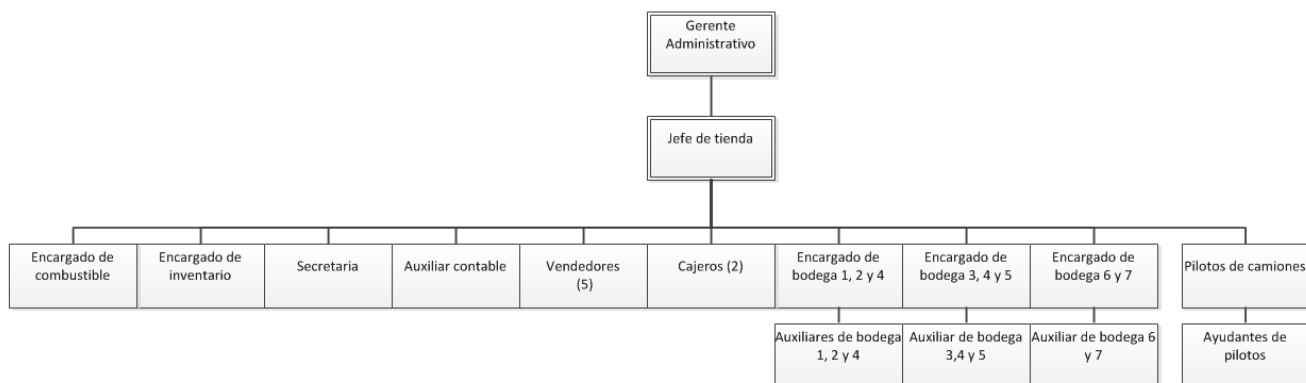 Gerente
Administrativo
Jefe de tienda
Encargado de
combustible
Encargado de
inventario
Secretaria
Auxiliar contable
Vendedores
(5)
Cajeros (2)
Encargado de
bodega 1, 2 y 4
Encargado de
bodega 3, 4 y 5
Encargado de
bodega 6 y 7
Pilotos de camiones
Auxiliares de bodega
1, 2 y 4
Auxiliar de bodega
3,4 y 5
Auxiliar de bodega 6
y 7
Ayudantes de
pilotos